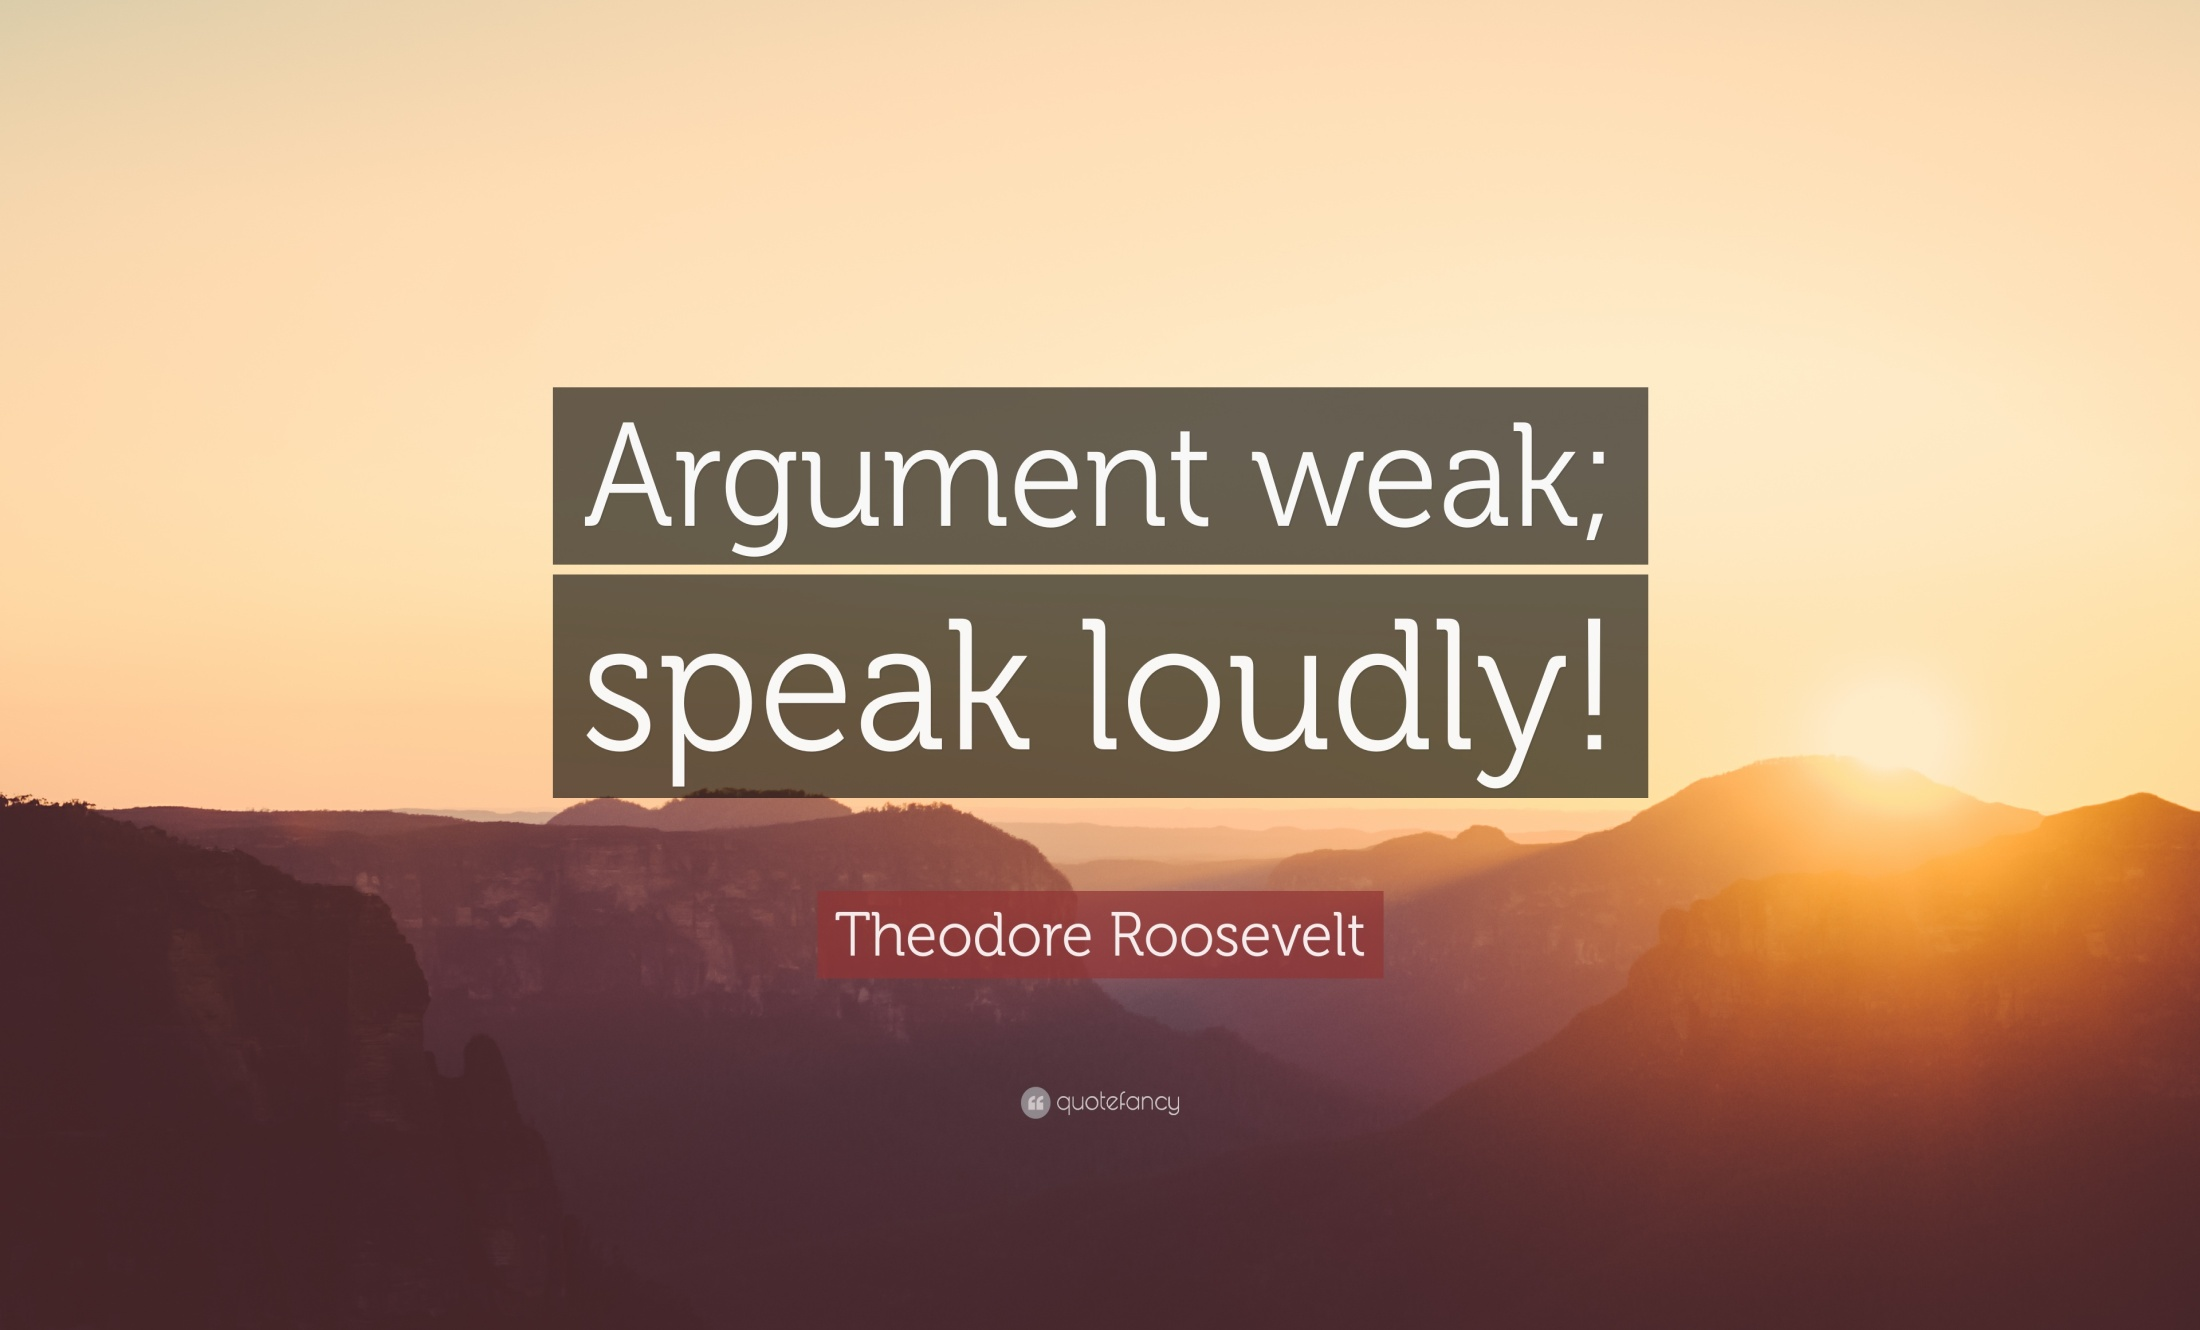 Argument weak;
speak loudly!
Theodore Roosevelt
quotefancy